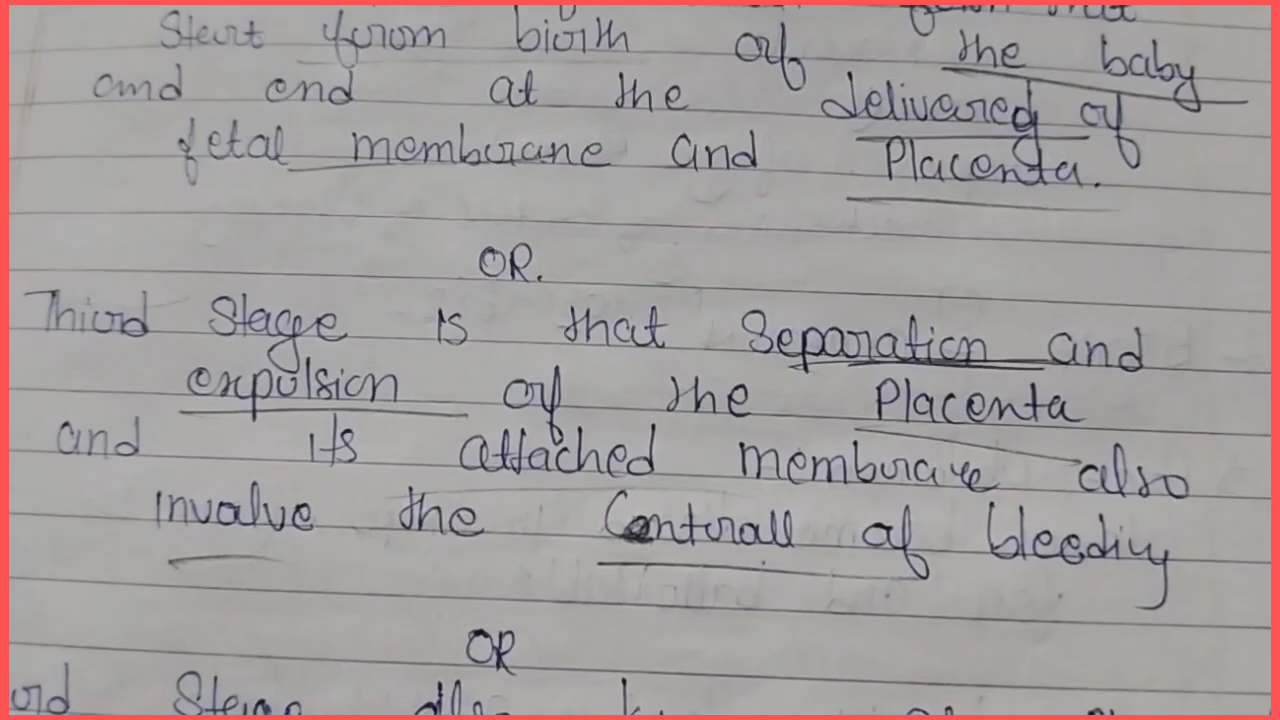 Start from birth of the baby
and end at the delivered of
fetal membrane and Placenta.
OR.
Third Stage is that Separation and
expulsion of the Placenta
and its attached membrane also
involve the Controall of bleeding
OR